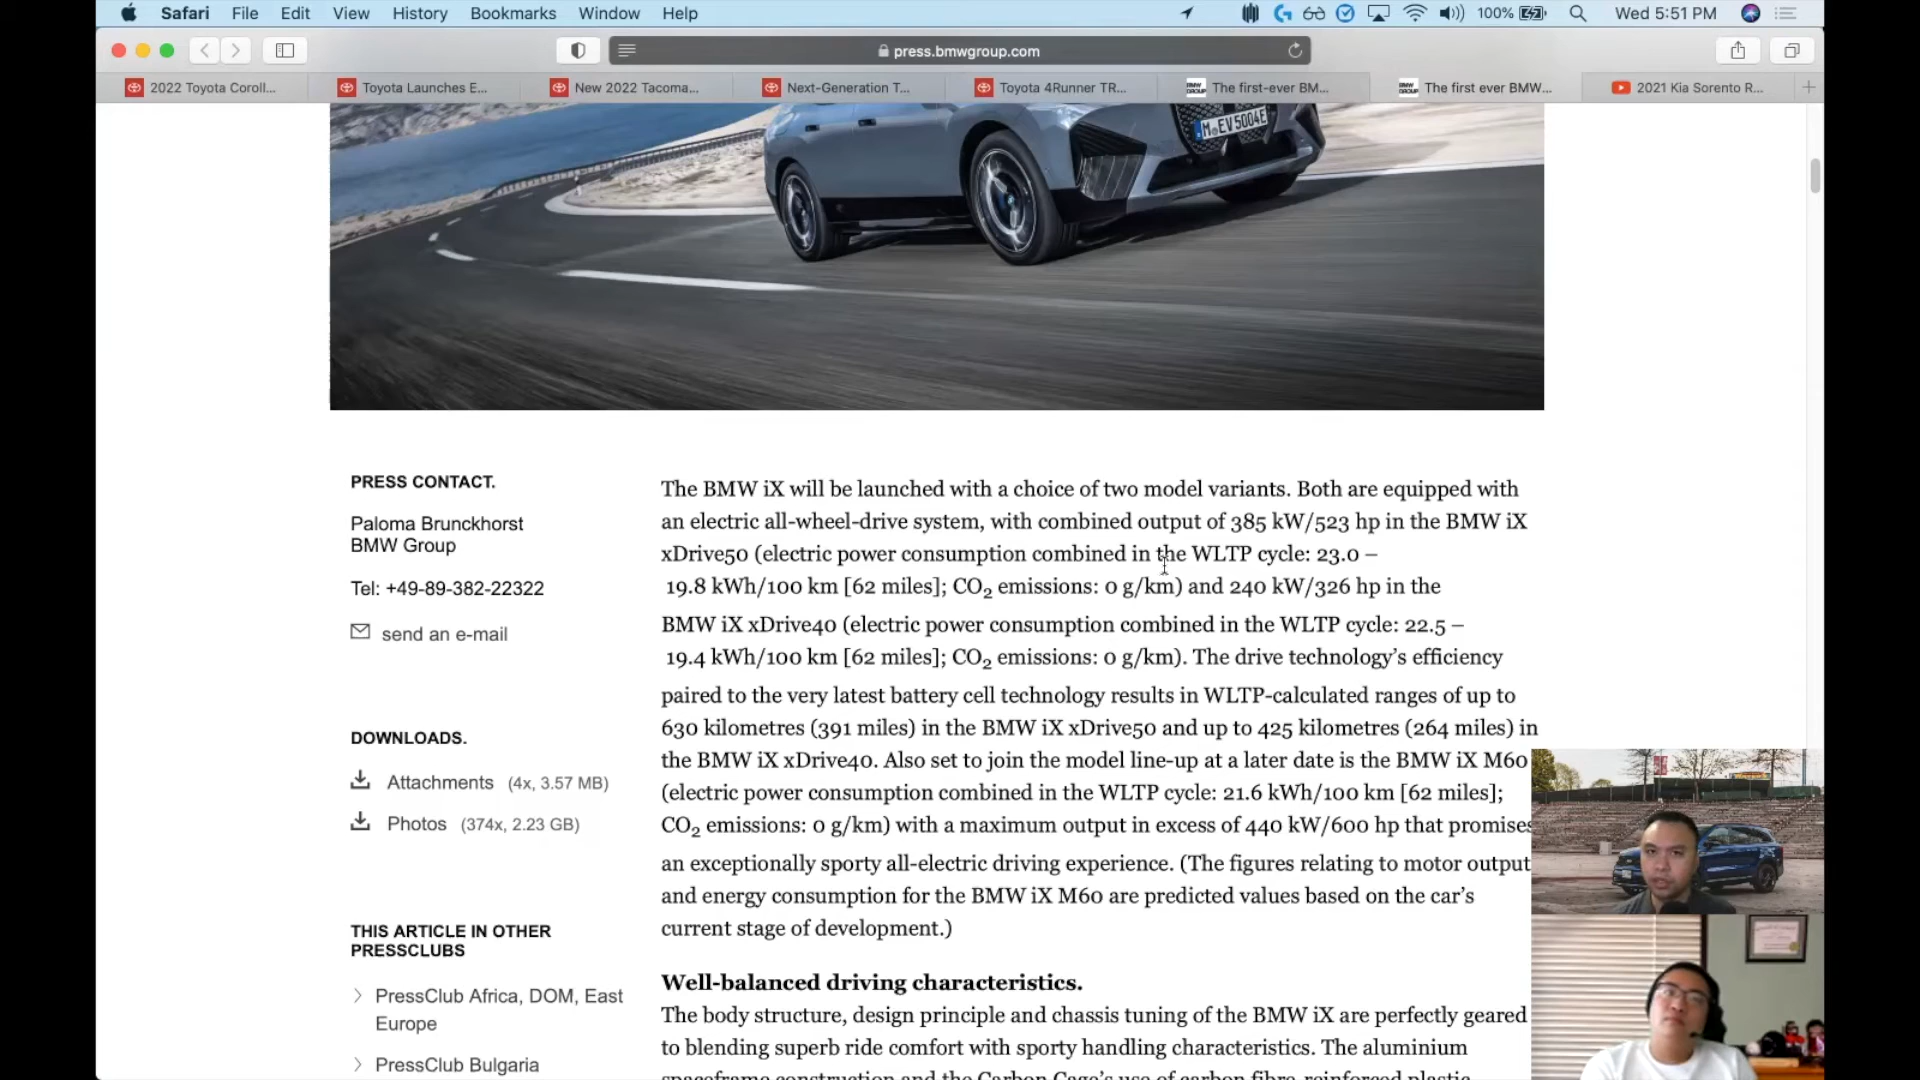 Safari File Edit View History Bookmarks Window Help 100% Wed 5:51 PM
press.bmwgroup.com
2022 Toyota Coroll... Toyota Launches E... New 2022 Tacoma... Next-Generation T... Toyota 4Runner TR... The first-ever BM... The first ever BMW... 2021 Kia Sorento R...
M EV 5004E
PRESS CONTACT.
Paloma Brunckhorst
BMW Group
Tel: +49-89-382-22322
send an e-mail
DOWNLOADS.
Attachments (4x, 3.57 MB)
Photos (374x, 2.23 GB)
THIS ARTICLE IN OTHER
PRESSCLUBS
PressClub Africa, DOM, East
Europe
PressClub Bulgaria
The BMW iX will be launched with a choice of two model variants. Both are equipped with
an electric all-wheel-drive system, with combined output of 385 kW/523 hp in the BMW iX
xDrive50 (electric power consumption combined in the WLTP cycle: 23.0 –
19.8 kWh/100 km [62 miles]; CO₂ emissions: 0 g/km) and 240 kW/326 hp in the
BMW iX xDrive40 (electric power consumption combined in the WLTP cycle: 22.5 –
19.4 kWh/100 km [62 miles]; CO₂ emissions: 0 g/km). The drive technology's efficiency
paired to the very latest battery cell technology results in WLTP-calculated ranges of up to
630 kilometres (391 miles) in the BMW iX xDrive50 and up to 425 kilometres (264 miles) in
the BMW iX xDrive40. Also set to join the model line-up at a later date is the BMW iX M60
(electric power consumption combined in the WLTP cycle: 21.6 kWh/100 km [62 miles];
CO₂ emissions: 0 g/km) with a maximum output in excess of 440 kW/600 hp that promises
an exceptionally sporty all-electric driving experience. (The figures relating to motor output
and energy consumption for the BMW iX M60 are predicted values based on the car's
current stage of development.)
Well-balanced driving characteristics.
The body structure, design principle and chassis tuning of the BMW iX are perfectly geared
to blending superb ride comfort with sporty handling characteristics. The aluminium
spaceframe construction and the Carbon Cage's use of carbon fibre-reinforced plastic